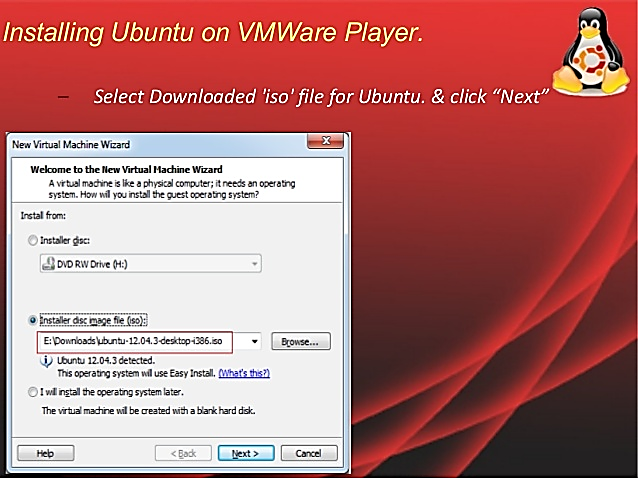 Installing Ubuntu on VMWare Player.
– Select Downloaded 'iso' file for Ubuntu. & click “Next”
New Virtual Machine Wizard
Welcome to the New Virtual Machine Wizard
A virtual machine is like a physical computer; it needs an operating
system. How will you install the guest operating system?
Install from:
Installer disc:
DVD RW Drive (H:)
Installer disc image file (iso):
E:\Downloads\ubuntu-12.04.3-desktop-i386.iso
Browse...
Ubuntu 12.04.3 detected.
This operating system will use Easy Install. (What's this?)
I will install the operating system later.
The virtual machine will be created with a blank hard disk.
Help
< Back
Next >
Cancel